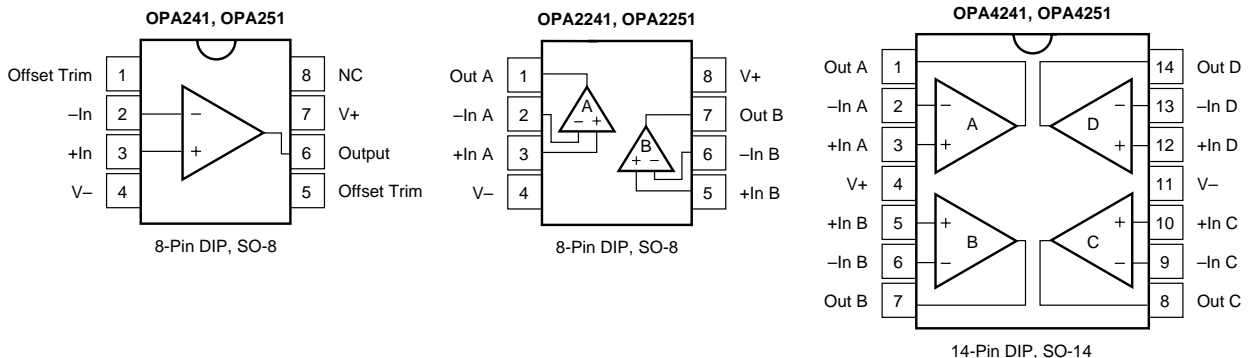 OPA241, OPA251
Offset Trim 1 8 NC
–In 2 – 7 V+
+In 3 + 6 Output
V– 4 5 Offset Trim
8-Pin DIP, SO-8
OPA2241, OPA2251
Out A 1 8 V+
–In A 2 A – + 7 Out B
+In A 3 B + – 6 –In B
V– 4 5 +In B
8-Pin DIP, SO-8
OPA4241, OPA4251
Out A 1 14 Out D
–In A 2 – – 13 –In D
A D
+In A 3 + + 12 +In D
V+ 4 11 V–
+In B 5 + + 10 +In C
B C
–In B 6 – – 9 –In C
Out B 7 8 Out C
14-Pin DIP, SO-14